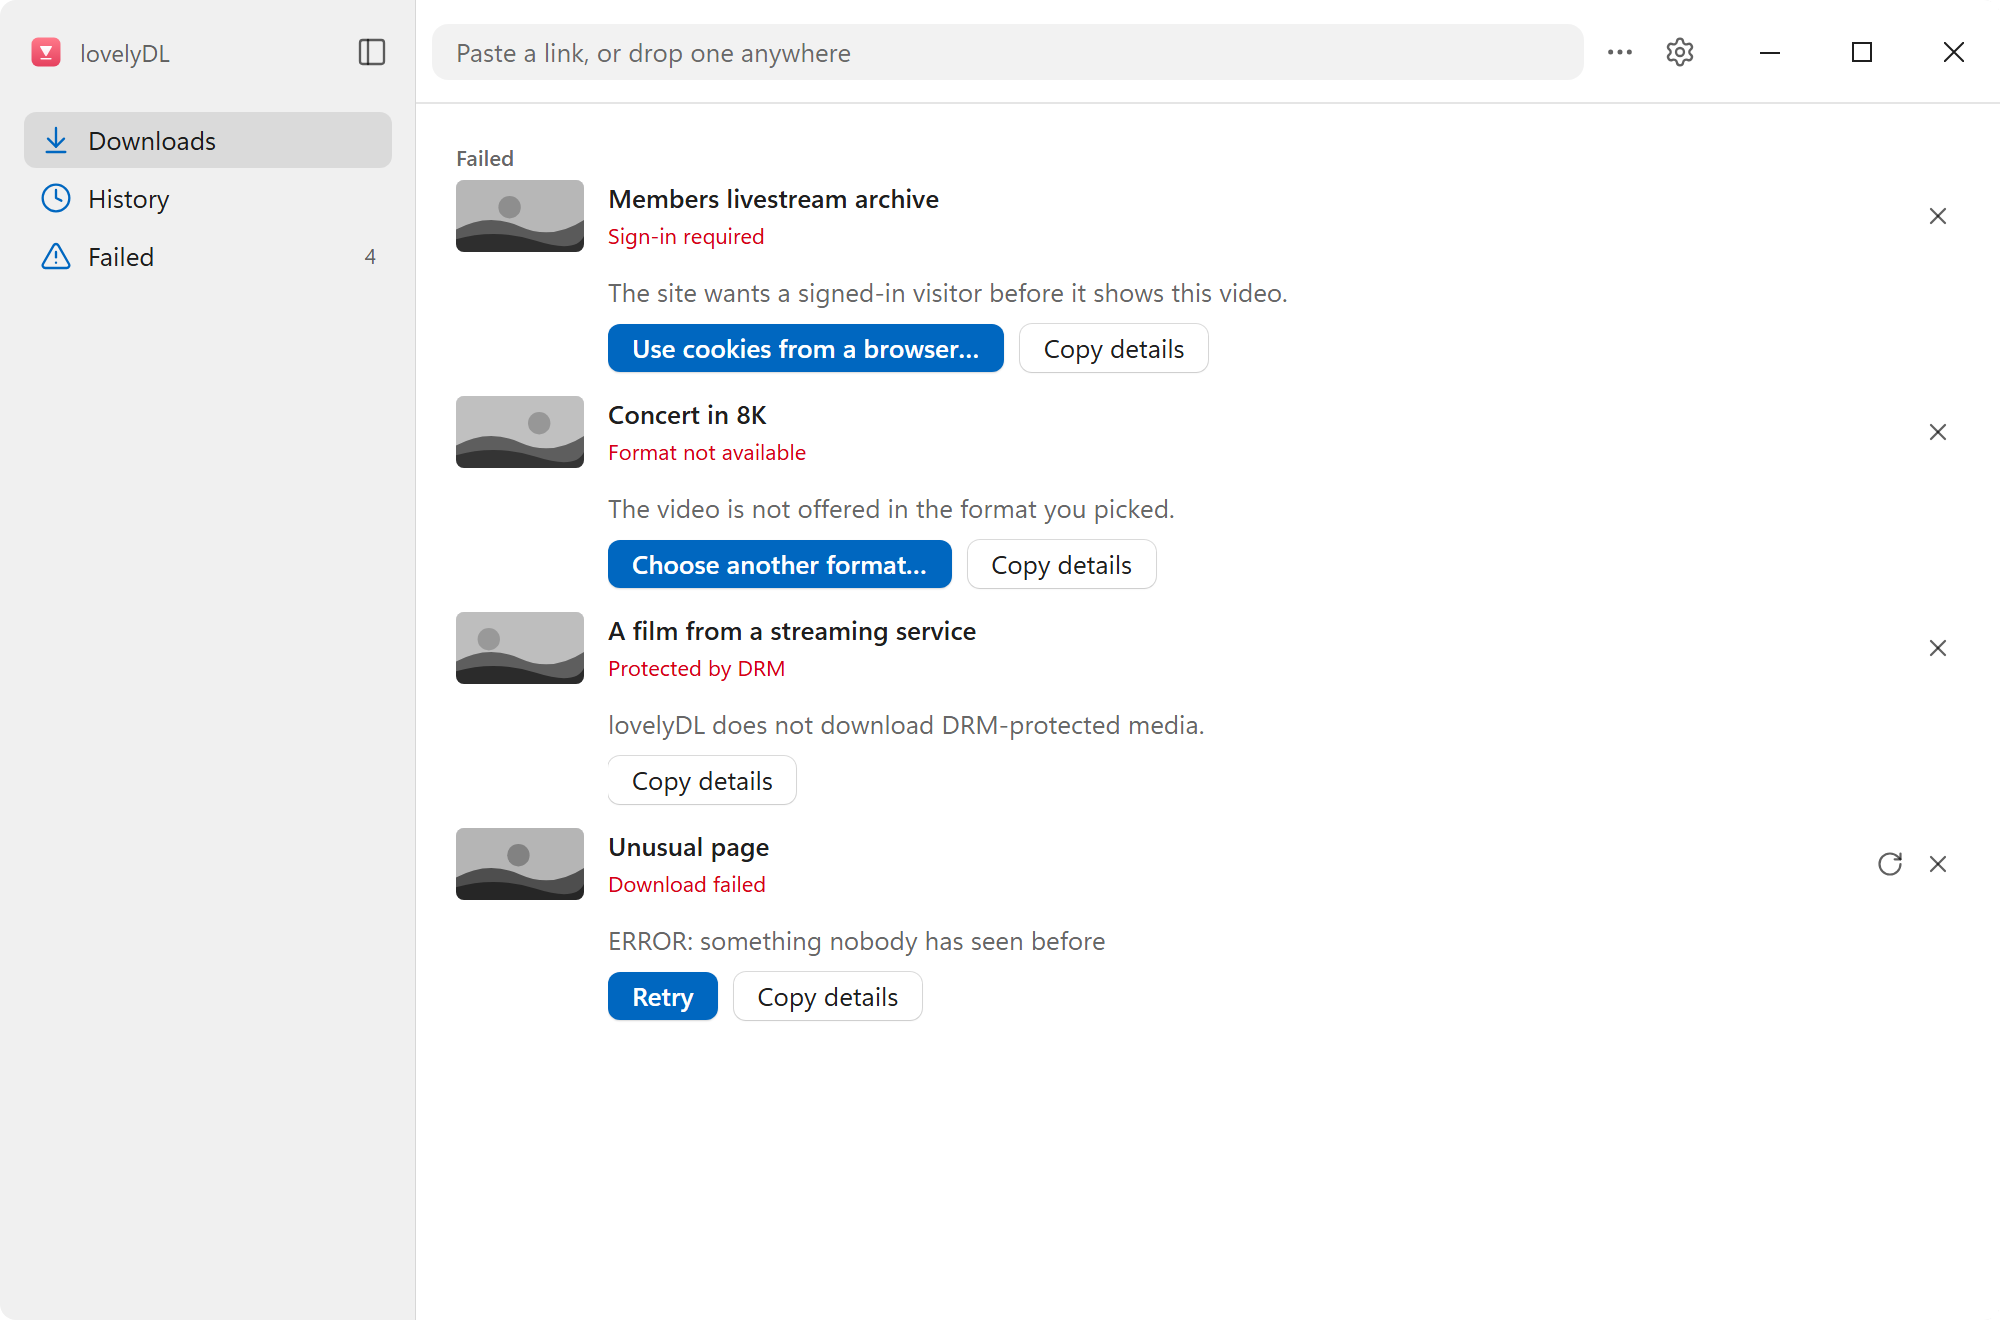 lovelyDL
Paste a link, or drop one anywhere
Downloads
History
Failed 4
Failed
Members livestream archive
Sign-in required
The site wants a signed-in visitor before it shows this video.
Use cookies from a browser... Copy details
Concert in 8K
Format not available
The video is not offered in the format you picked.
Choose another format... Copy details
A film from a streaming service
Protected by DRM
lovelyDL does not download DRM-protected media.
Copy details
Unusual page
Download failed
ERROR: something nobody has seen before
Retry Copy details